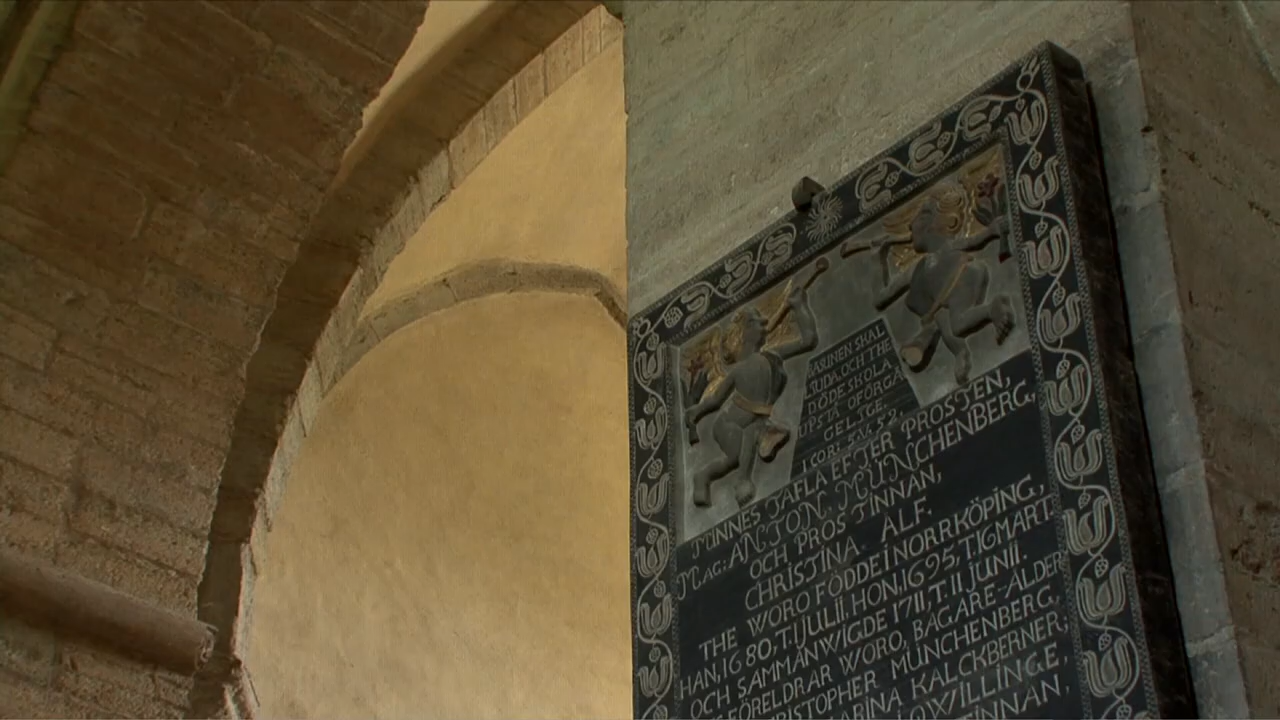 BASUNEN SKAL
LJUDA, OCH THE
DÖDE SKOLA
UPSTÅ OFÖRGÄ
GELIGE.
I COR. 15. V. 52.
MINNES TAFLA EFTER PROSTEN,
MAG: ANTON MÜNCHENBERG,
OCH PROSTINNAN,
CHRISTINA ALF.
THE WORO FÖDDE I NORRKÖPING,
HAN, 1680, T. 1 JULII. HON, 1695, T. 16 MART.
OCH SAMMANWIGDE 1711, T. 11 JUNII.
FÖRELDRAR WORO, BAGARE-ÅLDER
CHRISTOPHER MÜNCHENBERG,
KALCKBERNER,
WILLINGE,
TINNAN,